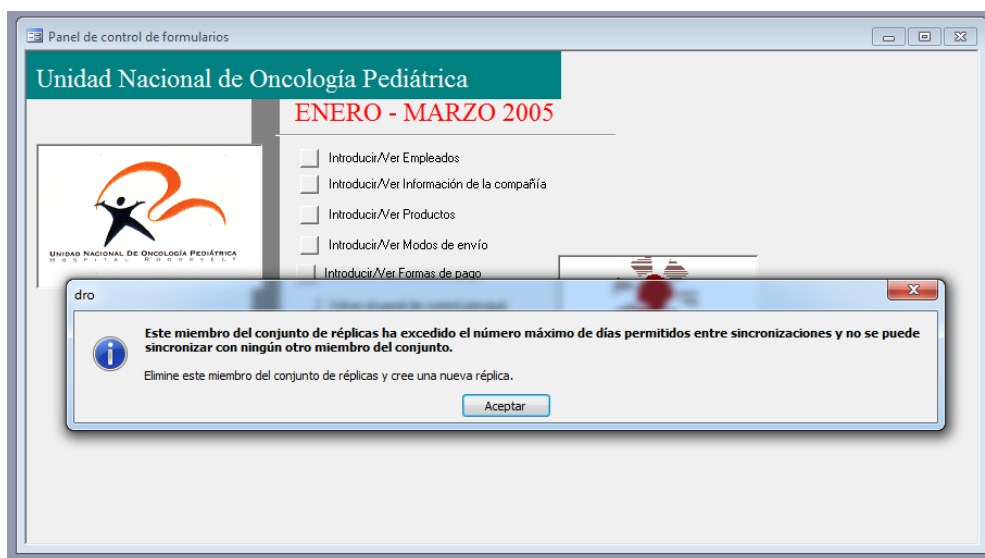 Panel de control de formularios
Unidad Nacional de Oncología Pediátrica
ENERO - MARZO 2005
Introducir/Ver Empleados
Introducir/Ver Información de la compañía
Introducir/Ver Productos
Introducir/Ver Modos de envío
Introducir/Ver Formas de pago
UNIDAD NACIONAL DE ONCOLOGÍA PEDIÁTRICA
HOSPITAL ROOSEVELT
dro
Este miembro del conjunto de réplicas ha excedido el número máximo de días permitidos entre sincronizaciones y no se puede
sincronizar con ningún otro miembro del conjunto.
Elimine este miembro del conjunto de réplicas y cree una nueva réplica.
Aceptar